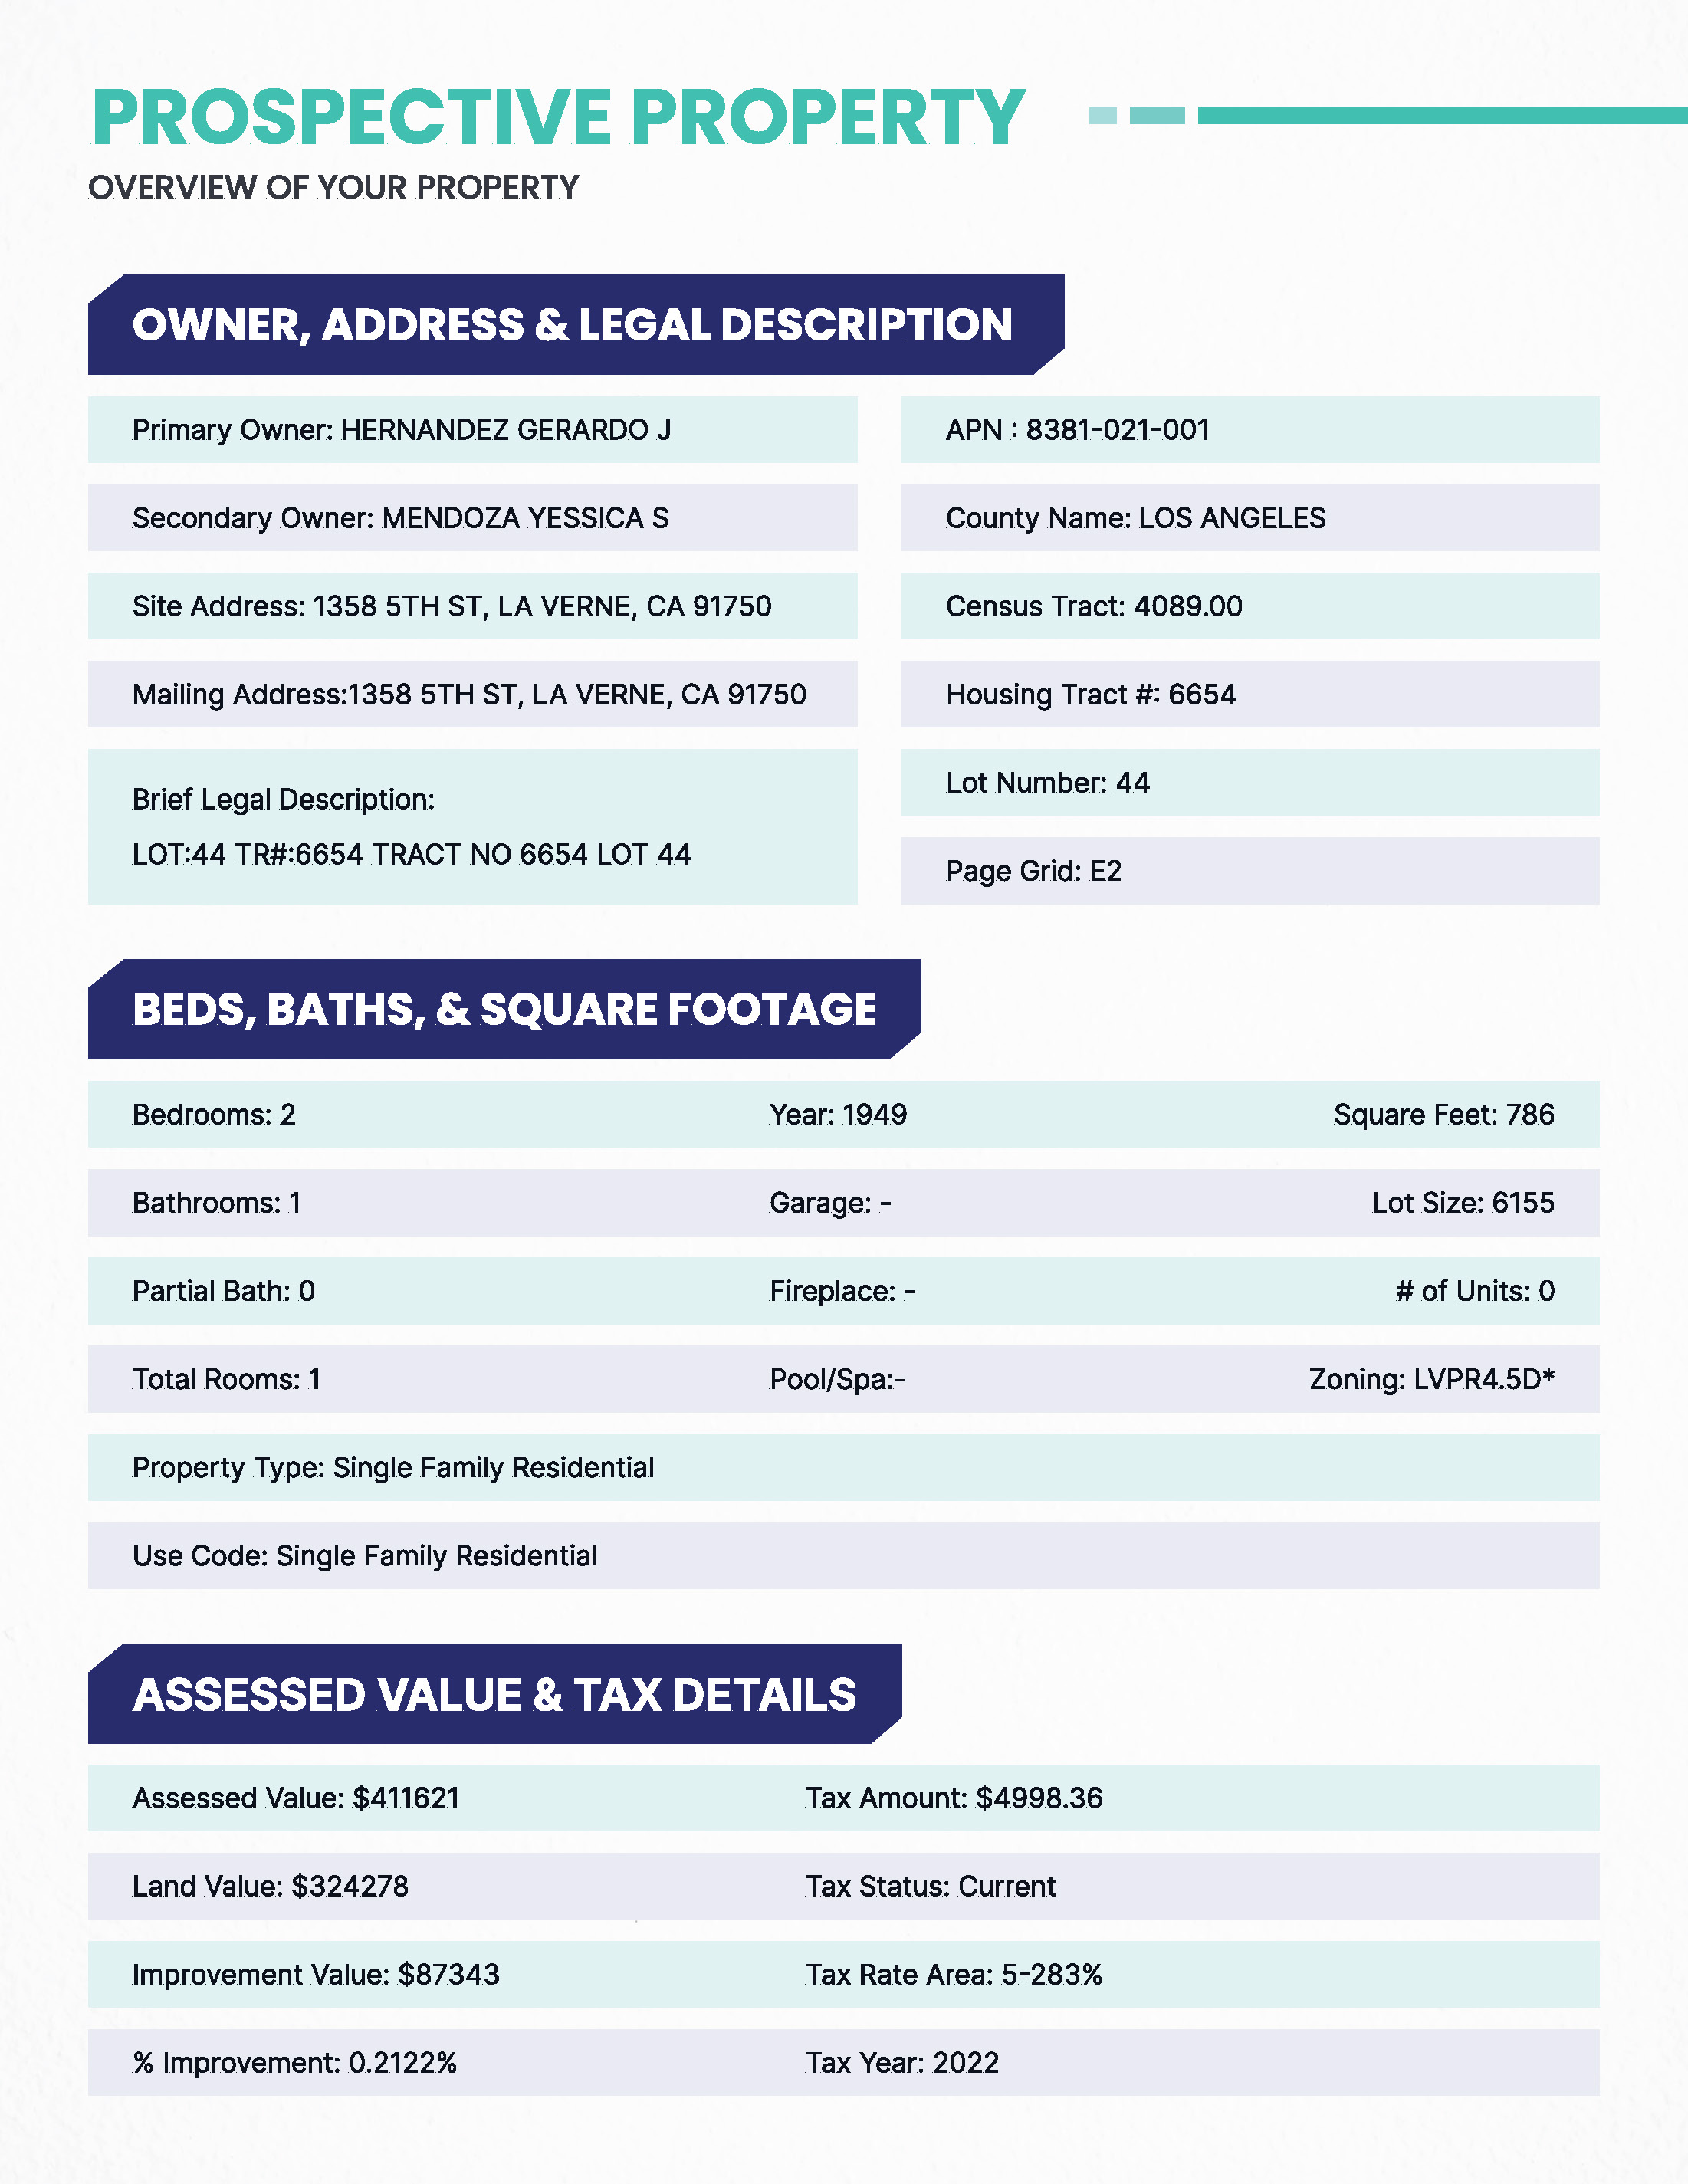 PROSPECTIVE PROPERTY
OVERVIEW OF YOUR PROPERTY
OWNER, ADDRESS & LEGAL DESCRIPTION
Primary Owner: HERNANDEZ GERARDO J
Secondary Owner: MENDOZA YESSICA S
Site Address: 1358 5TH ST, LA VERNE, CA 91750
Mailing Address:1358 5TH ST, LA VERNE, CA 91750
Brief Legal Description:
LOT:44 TR#:6654 TRACT NO 6654 LOT 44
APN : 8381-021-001
County Name: LOS ANGELES
Census Tract: 4089.00
Housing Tract #: 6654
Lot Number: 44
Page Grid: E2
BEDS, BATHS, & SQUARE FOOTAGE
Bedrooms: 2 Year: 1949 Square Feet: 786
Bathrooms: 1 Garage: - Lot Size: 6155
Partial Bath: 0 Fireplace: - # of Units: 0
Total Rooms: 1 Pool/Spa:- Zoning: LVPR4.5D*
Property Type: Single Family Residential
Use Code: Single Family Residential
ASSESSED VALUE & TAX DETAILS
Assessed Value: $411621 Tax Amount: $4998.36
Land Value: $324278 Tax Status: Current
Improvement Value: $87343 Tax Rate Area: 5-283%
% Improvement: 0.2122% Tax Year: 2022